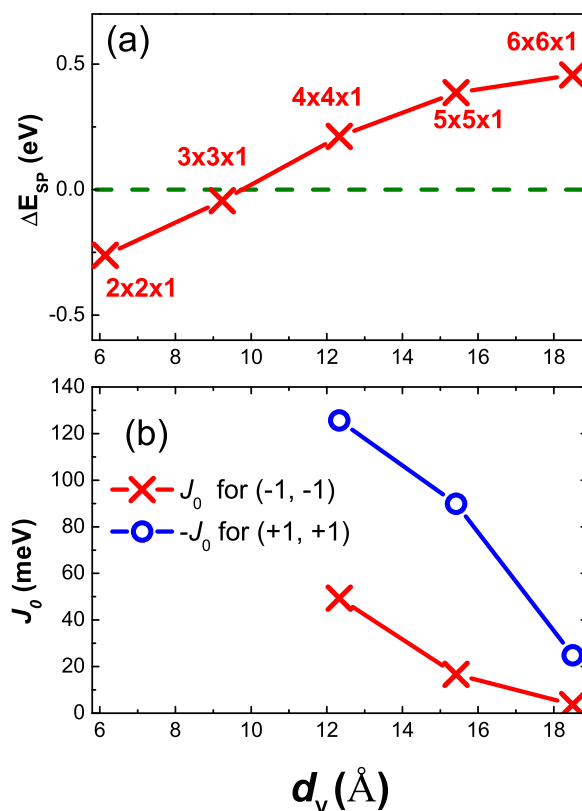 (a)
6x6x1
0.5
4x4x1
5x5x1
3x3x1
ΔE_SP (eV)
0.0
2x2x1
-0.5
6 8 10 12 14 16 18
140
(b)
120
100
J_0 for (-1, -1)
-J_0 for (+1, +1)
80
J_0 (meV)
60
40
20
0
6 8 10 12 14 16 18
d_v (Å)